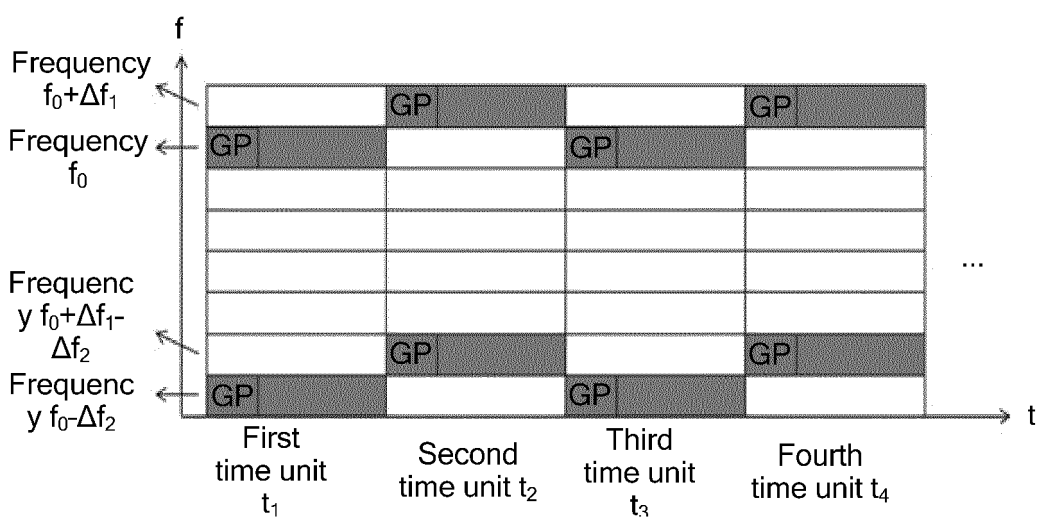 f
Frequency
f₀+Δf₁
GP
GP
Frequency
f₀
GP
GP
...
Frequenc
y f₀+Δf₁-
Δf₂
GP
GP
Frequenc
y f₀-Δf₂
GP
GP
t
First
time unit
t₁
Second
time unit t₂
Third
time unit
t₃
Fourth
time unit t₄